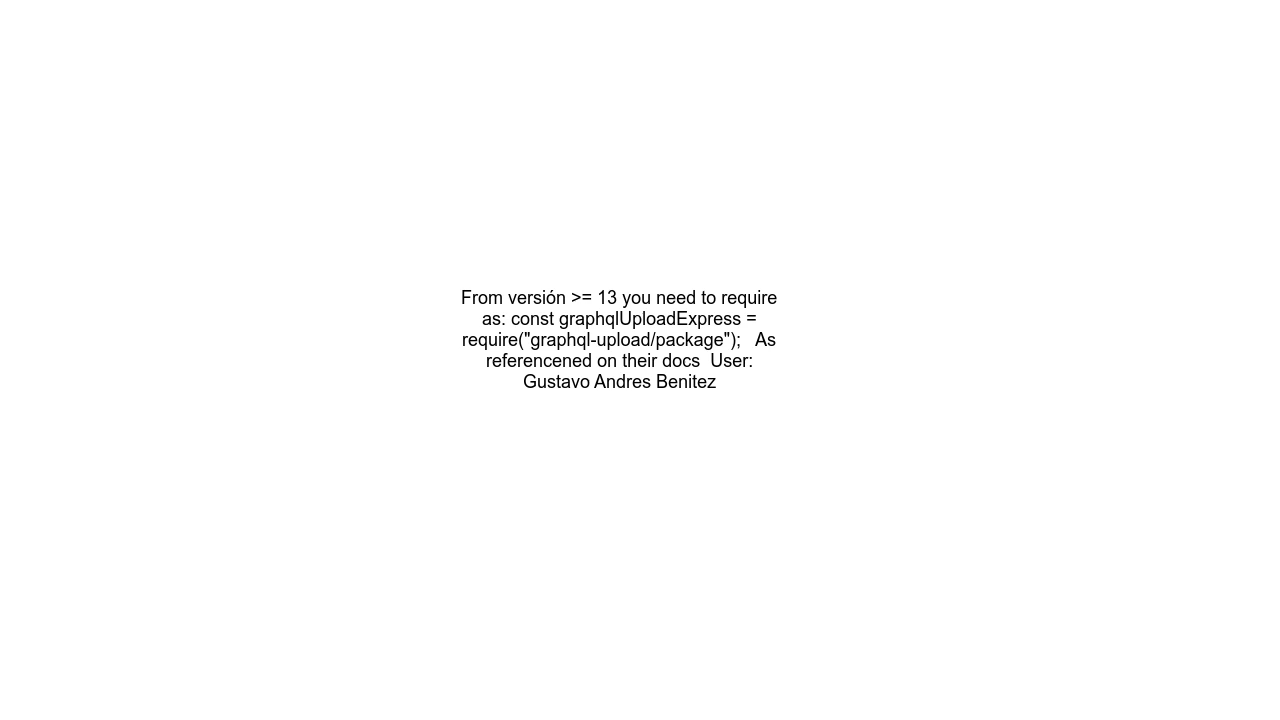 From versión >= 13 you need to require
as: const graphqlUploadExpress =
require("graphql-upload/package");   As
referencened on their docs  User:
Gustavo Andres Benitez